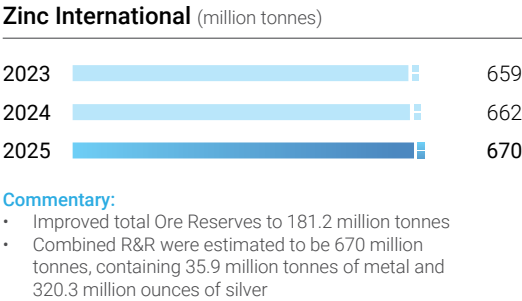 Zinc International (million tonnes)
2023 659
2024 662
2025 670
Commentary:
• Improved total Ore Reserves to 181.2 million tonnes
• Combined R&R were estimated to be 670 million
tonnes, containing 35.9 million tonnes of metal and
320.3 million ounces of silver